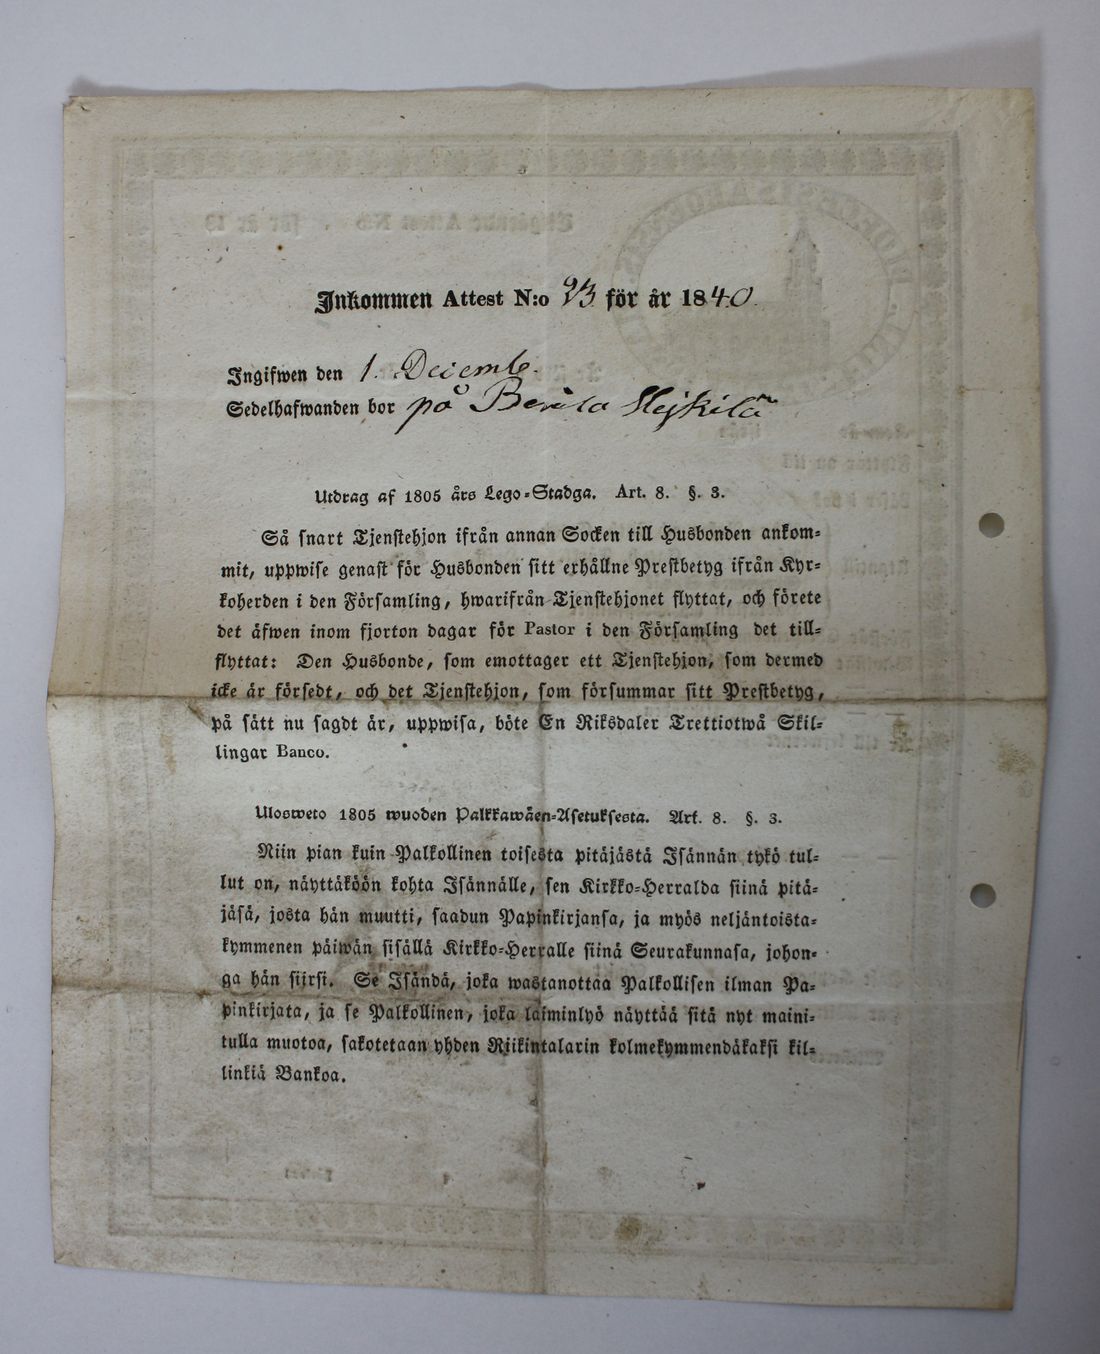 Inkommen Attest N:o 23 för år 1840.
Ingifwen den 1. Decemb.
Sedelhafwanden bor på Hejkilä
Utdrag af 1805 års Lego-Stadga. Art. 8. §. 3.
Så snart Tjenstehjon ifrån annan Socken till Husbonden ankom-
mit, uppwise genast för Husbonden sitt erhållne Prestbetyg ifrån Kyr-
koherden i den Församling, hwarifrån Tjenstehjonet flyttat, och förete
det äfwen inom fjorton dagar för Pastor i den Församling det till-
flyttat: Den Husbonde, som emottager ett Tjenstehjon, som dermed
icke är försedt, och det Tjenstehjon, som försummar sitt Prestbetyg,
på sätt nu sagdt är, uppwisa, böte En Riksdaler Trettiotwå Skil-
lingar Banco.
Ulosweto 1805 wuoden Palkkawäen-Asetuksesta. Art. 8. §. 3.
Niin pian kuin Palkollinen toisesta pitäjästä Isännän tykö tul-
lut on, näyttäköön kohta Isännälle, sen Kirkko-Herralda siinä pitä-
jäsä, josta hän muutti, saadun Papinkirjansa, ja myös neljäntoista-
kymmenen päiwän sisällä Kirkko-Herralle siinä Seurakunnasa, johon-
ga hän siirsi. Se Isändä, joka wastanottaa Palkollisen ilman Pa-
pinkirjata, ja se Palkollinen, joka laiminlyö näyttää sitä nyt maini-
tulla muotoa, sakotetaan yhden Riikintalarin kolmekymmendäkaksi kil-
linkiä Bankoa.